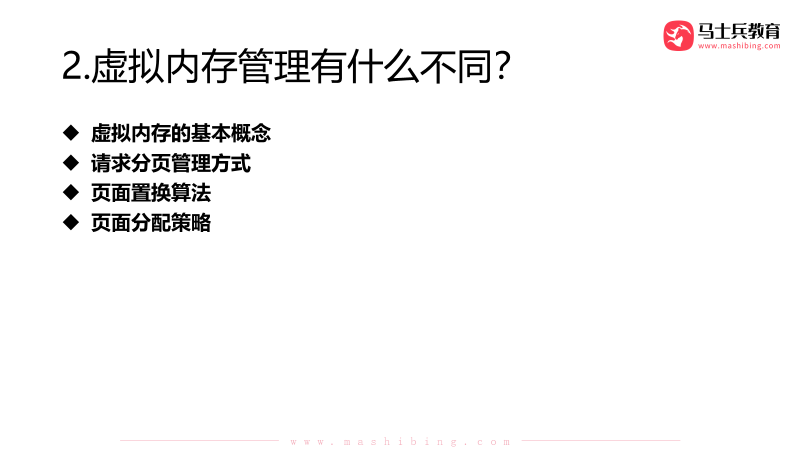 马士兵教育
www.mashibing.com
2.虚拟内存管理有什么不同?
◆ 虚拟内存的基本概念
◆ 请求分页管理方式
◆ 页面置换算法
◆ 页面分配策略
www.mashibing.com